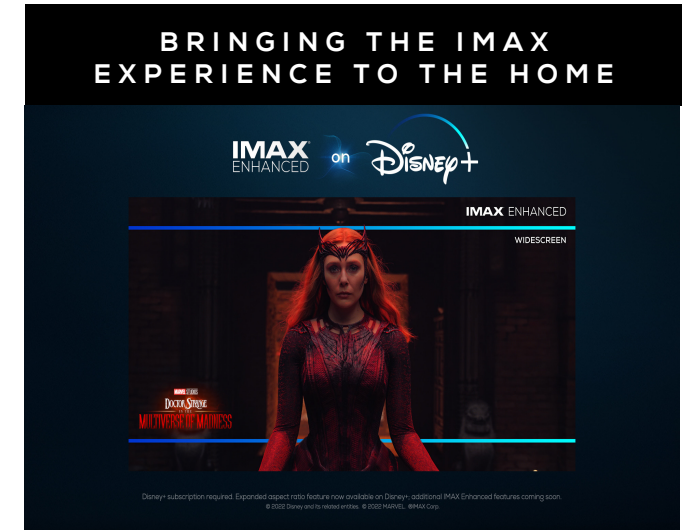 BRINGING THE IMAX
EXPERIENCE TO THE HOME
IMAX®
ENHANCED
on
Disney+
IMAX ENHANCED
WIDESCREEN
MARVEL STUDIOS
DOCTOR STRANGE
IN THE
MULTIVERSE OF MADNESS
Disney+ subscription required. Expanded aspect ratio feature now available on Disney+; additional IMAX Enhanced features coming soon.
© 2022 Disney and its related entities. © 2022 MARVEL. ®IMAX Corp.